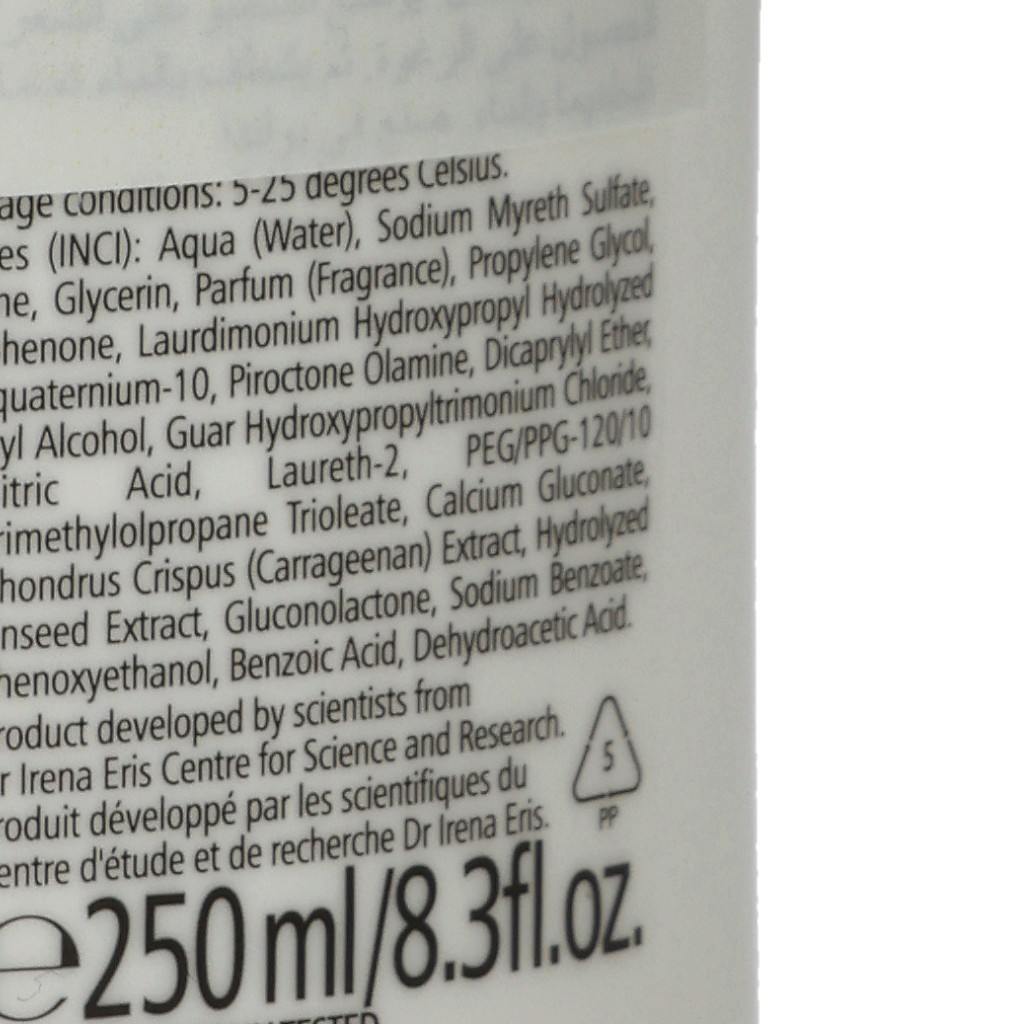 age conditions: 5-25 degrees Celsius.
es (INCI): Aqua (Water), Sodium Myreth Sulfate,
ne, Glycerin, Parfum (Fragrance), Propylene Glycol,
henone, Laurdimonium Hydroxypropyl Hydrolyzed
quaternium-10, Piroctone Olamine, Dicaprylyl Ether,
yl Alcohol, Guar Hydroxypropyltrimonium Chloride,
itric Acid, Laureth-2, PEG/PPG-120/10
rimethylolpropane Trioleate, Calcium Gluconate,
hondrus Crispus (Carrageenan) Extract, Hydrolyzed
nseed Extract, Gluconolactone, Sodium Benzoate,
henoxyethanol, Benzoic Acid, Dehydroacetic Acid.
roduct developed by scientists from
r Irena Eris Centre for Science and Research.
roduit développé par les scientifiques du
entre d'étude et de recherche Dr Irena Eris.
5
PP
e 250 ml/8.3fl.oz.
TESTED